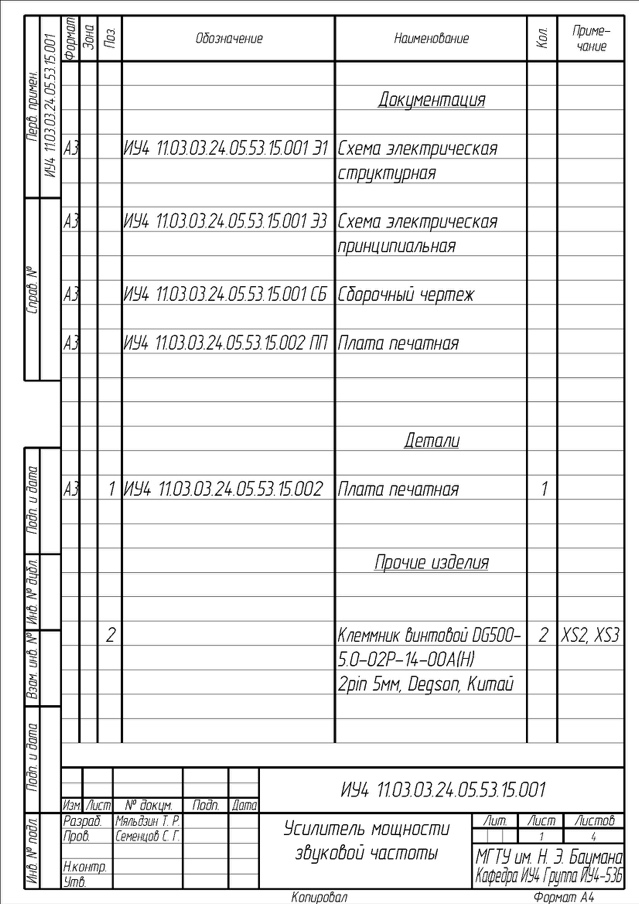 Перв. примен.
ИУ4 11.03.03.24.05.53.15.001
Справ. №
Подп. и дата
Инв. № дубл.
Взам. инв. №
Подп. и дата
Инв. № подл.
Формат
Зона
Поз.
Обозначение
Наименование
Кол.
Приме-
чание
Документация
А3 ИУ4 11.03.03.24.05.53.15.001 Э1 Схема электрическая
структурная
А3 ИУ4 11.03.03.24.05.53.15.001 Э3 Схема электрическая
принципиальная
А3 ИУ4 11.03.03.24.05.53.15.001 СБ Сборочный чертеж
А3 ИУ4 11.03.03.24.05.53.15.002 ПП Плата печатная
Детали
А3 1 ИУ4 11.03.03.24.05.53.15.002 Плата печатная 1
Прочие изделия
2 Клеммник винтовой DG500- 2 XS2, XS3
5.0-02P-14-00A(H)
2pin 5мм, Degson, Китай
ИУ4 11.03.03.24.05.53.15.001
Изм. Лист № докум. Подп. Дата
Разраб. Мяльдзин Т. Р.
Пров. Семенцов С. Г.
Н.контр.
Утв.
Усилитель мощности
звуковой частоты
Лит. Лист Листов
1 4
МГТУ им. Н. Э. Баумана
Кафедра ИУ4 Группа ИУ4-53Б
Копировал Формат А4